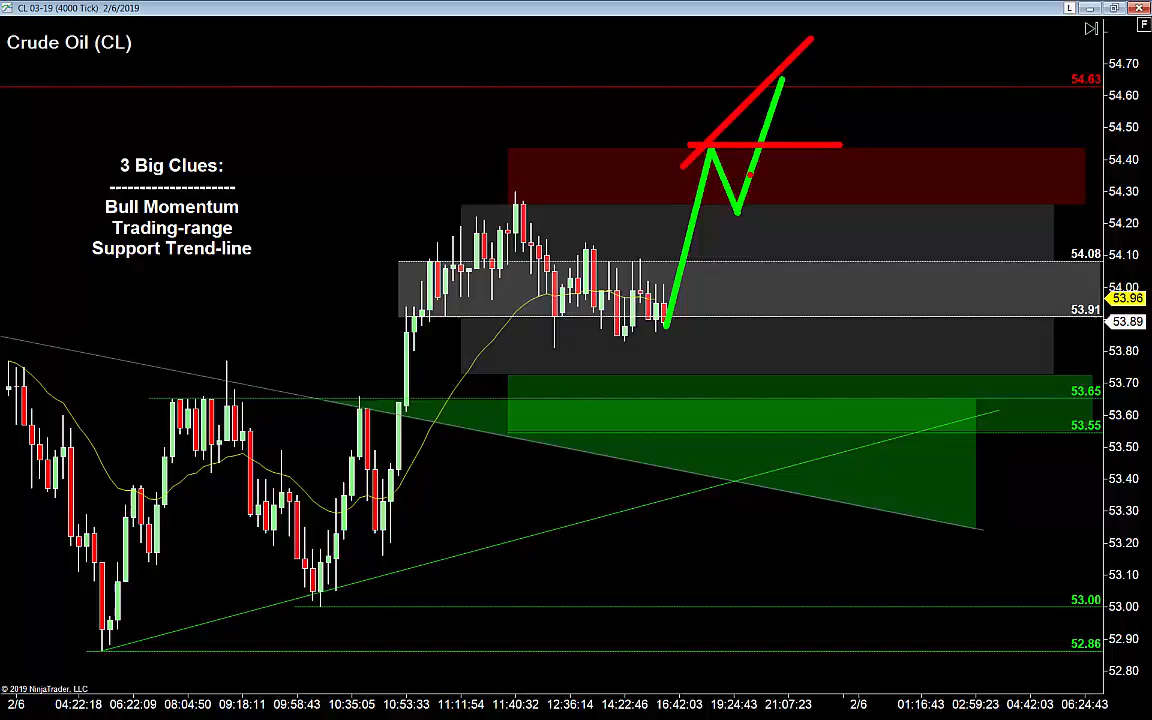 CL 03-19 (4000 Tick) 2/6/2019
L
F
Crude Oil (CL)
3 Big Clues:
--------------------
Bull Momentum
Trading-range
Support Trend-line
54.63
54.08
53.91
53.65
53.55
53.00
52.86
54.70
54.60
54.50
54.40
54.30
54.20
54.10
54.00
53.96
53.89
53.80
53.70
53.60
53.50
53.40
53.30
53.20
53.10
53.00
52.90
52.80
© 2019 NinjaTrader, LLC
2/6 04:22:18 06:22:09 08:04:50 09:18:11 09:58:23 10:35:05 10:53:33 11:11:54 11:40:32 12:36:14 14:22:46 16:42:03 19:24:43 21:07:23 2/6 01:16:43 02:59:23 04:42:03 06:24:43